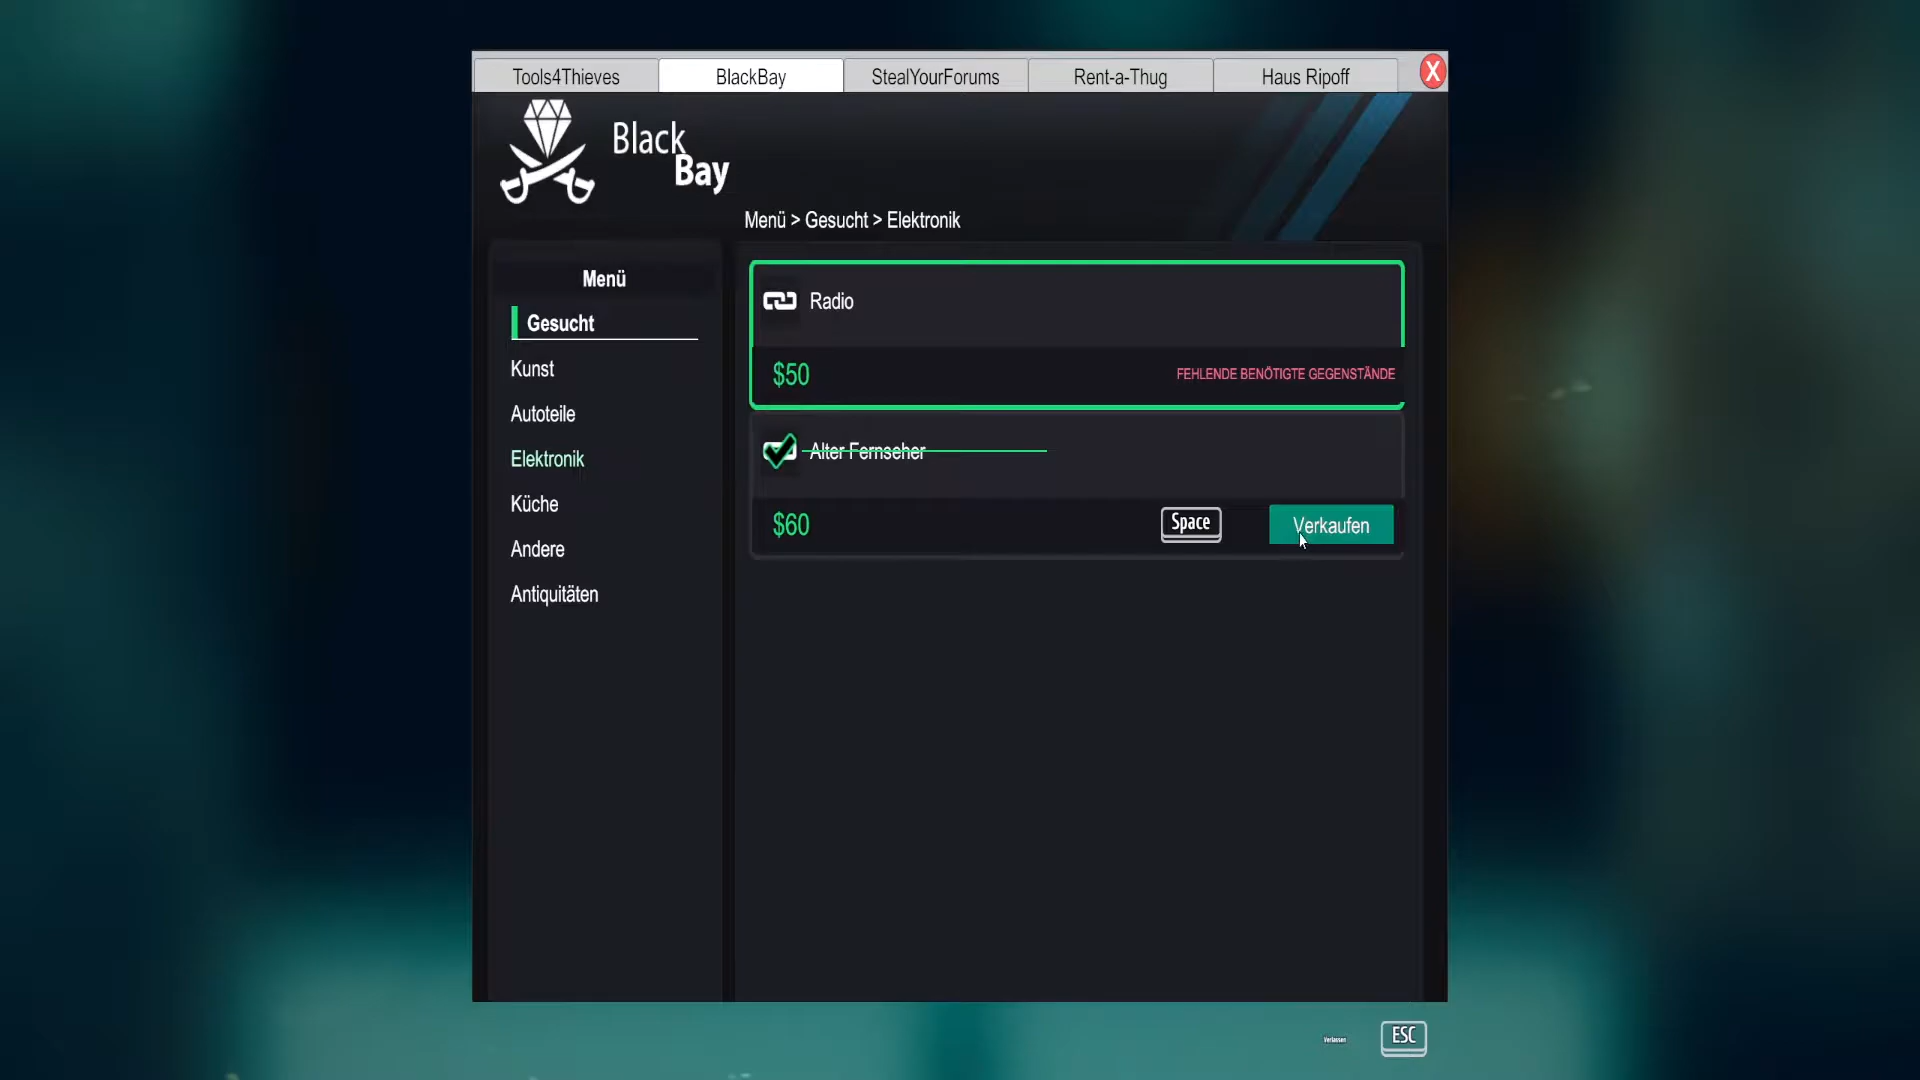 Tools4Thieves
BlackBay
StealYourForums
Rent-a-Thug
Haus Ripoff
X
Black
Bay
Menü > Gesucht > Elektronik
Menü
Gesucht
Kunst
Autoteile
Elektronik
Küche
Andere
Antiquitäten
Radio
$50
FEHLENDE BENÖTIGTE GEGENSTÄNDE
Alter Fernseher
$60
Space
Verkaufen
Verlassen
ESC